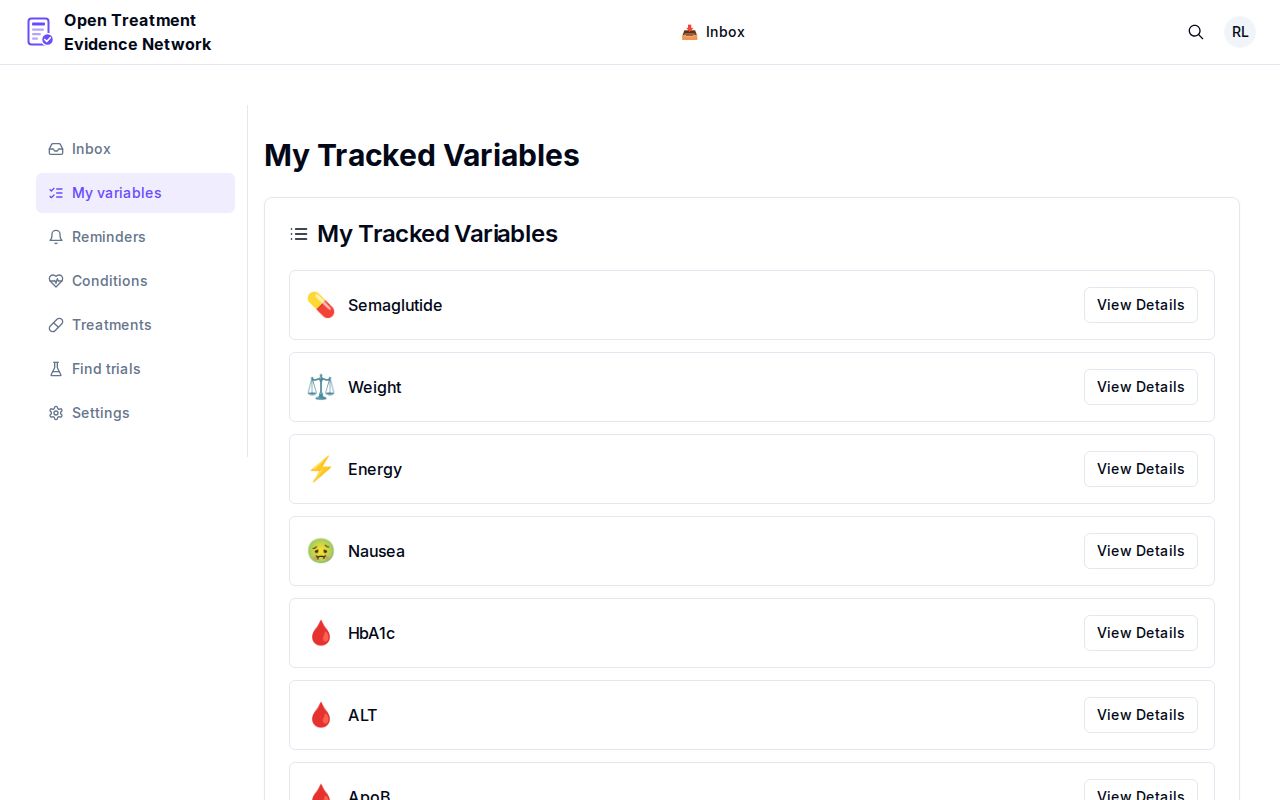 Open Treatment
Evidence Network
Inbox
RL
Inbox
My variables
Reminders
Conditions
Treatments
Find trials
Settings
My Tracked Variables
My Tracked Variables
Semaglutide
View Details
Weight
View Details
Energy
View Details
Nausea
View Details
HbA1c
View Details
ALT
View Details
ApoB
View Details